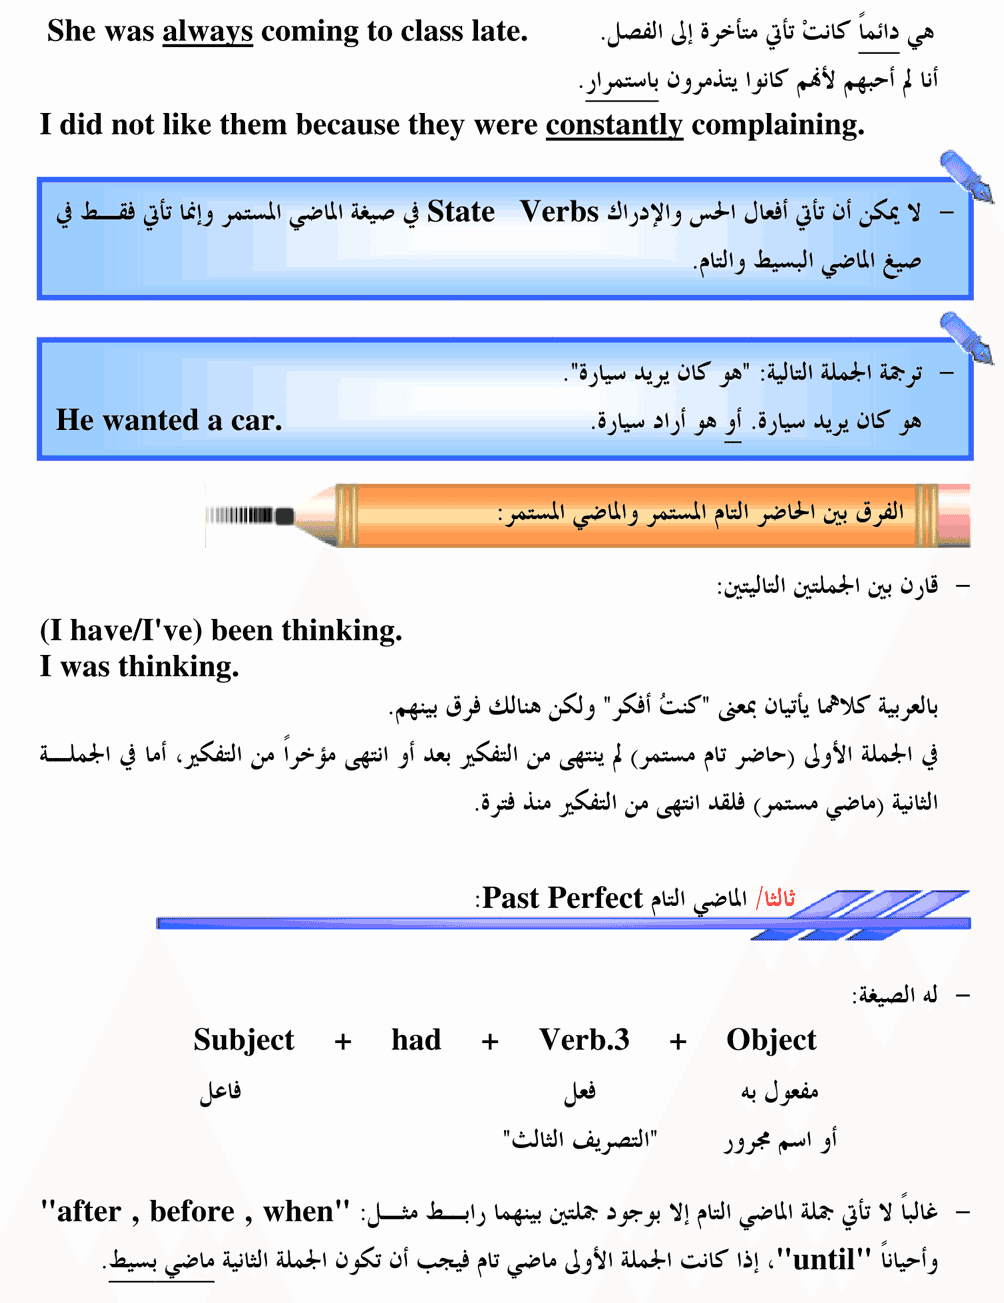 هي دائماً كانتْ تأتي متأخرة إلى الفصل. She was always coming to class late.
أنا لم أحبهم لأنهم كانوا يتذمرون باستمرار.
I did not like them because they were constantly complaining.
– لا يمكن أن تأتي أفعال الحس والإدراك State Verbs في صيغة الماضي المستمر وإنما تأتي فقـــط في
صيغ الماضي البسيط والتام.
– ترجمة الجملة التالية: "هو كان يريد سيارة".
هو كان يريد سيارة. أو هو أراد سيارة. He wanted a car.
الفرق بين الحاضر التام المستمر والماضي المستمر:
– قارن بين الجملتين التاليتين:
(I have/I've) been thinking.
I was thinking.
بالعربية كلاهما يأتيان بمعنى "كنتُ أفكر" ولكن هنالك فرق بينهم.
في الجملة الأولى (حاضر تام مستمر) لم ينتهى من التفكير بعد أو انتهى مؤخراً من التفكير، أما في الجملـــة
الثانية (ماضي مستمر) فلقد انتهى من التفكير منذ فترة.
ثالثا/ الماضي التام Past Perfect:
– له الصيغة:
Subject + had + Verb.3 + Object
فاعل فعل مفعول به
"التصريف الثالث" أو اسم مجرور
– غالباً لا تأتي جملة الماضي التام إلا بوجود جملتين بينهما رابـــط مثـــل: "after , before , when"
وأحياناً "until"، إذا كانت الجملة الأولى ماضي تام فيجب أن تكون الجملة الثانية ماضي بسيط.